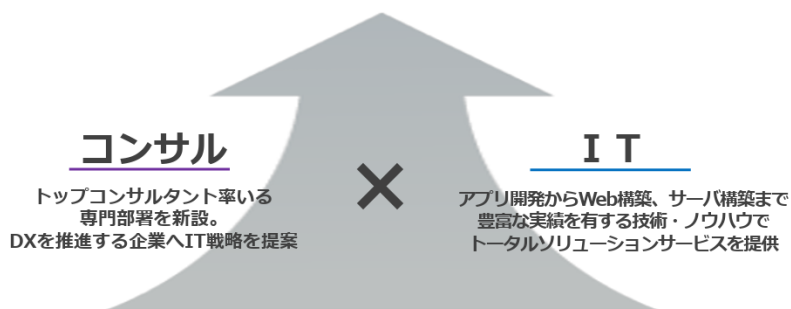 コンサル
トップコンサルタント率いる
専門部署を新設。
DXを推進する企業へIT戦略を提案
×
ＩＴ
アプリ開発からWeb構築、サーバ構築まで
豊富な実績を有する技術・ノウハウで
トータルソリューションサービスを提供